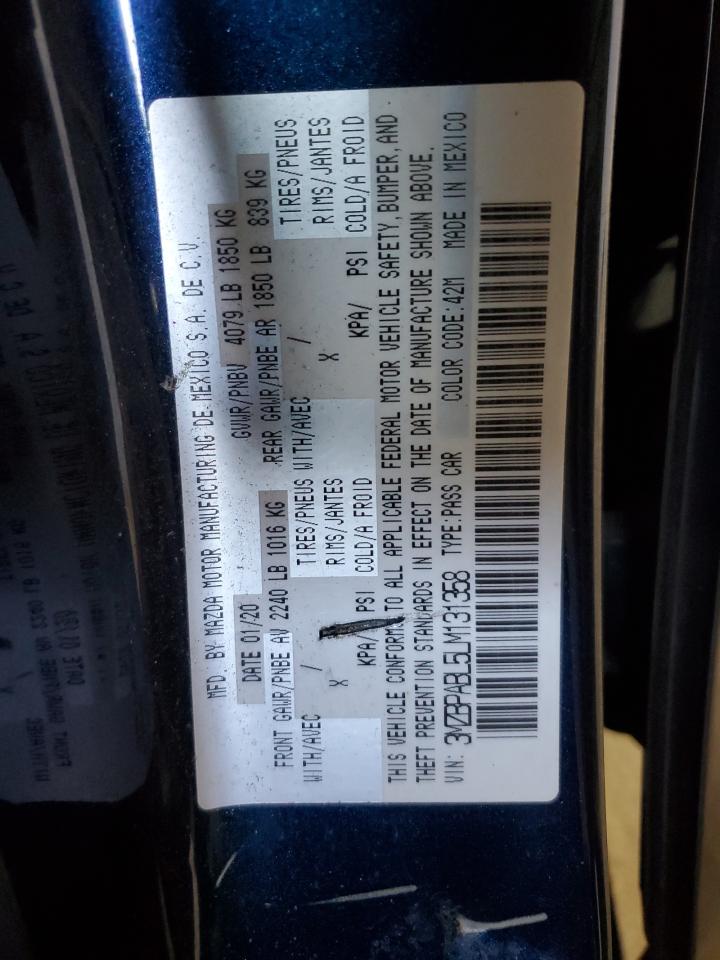 MFD. BY MAZDA MOTOR MANUFACTURING DE MEXICO S.A. DE C.V.
DATE 01/20 GVWR/PNBV 4079 LB 1850 KG
FRONT GAWR/PNBE AV 2240 LB 1016 KG REAR GAWR/PNBE AR 1850 LB 839 KG
WITH/AVEC / TIRES/PNEUS WITH/AVEC / TIRES/PNEUS
X RIMS/JANTES X RIMS/JANTES
KPA/ PSI COLD/A FROID KPA/ PSI COLD/A FROID
THIS VEHICLE CONFORMS TO ALL APPLICABLE FEDERAL MOTOR VEHICLE SAFETY, BUMPER, AND
THEFT PREVENTION STANDARDS IN EFFECT ON THE DATE OF MANUFACTURE SHOWN ABOVE.
VIN: 3MZBPABL5LM131358 TYPE:PASS CAR COLOR CODE:42M MADE IN MEXICO